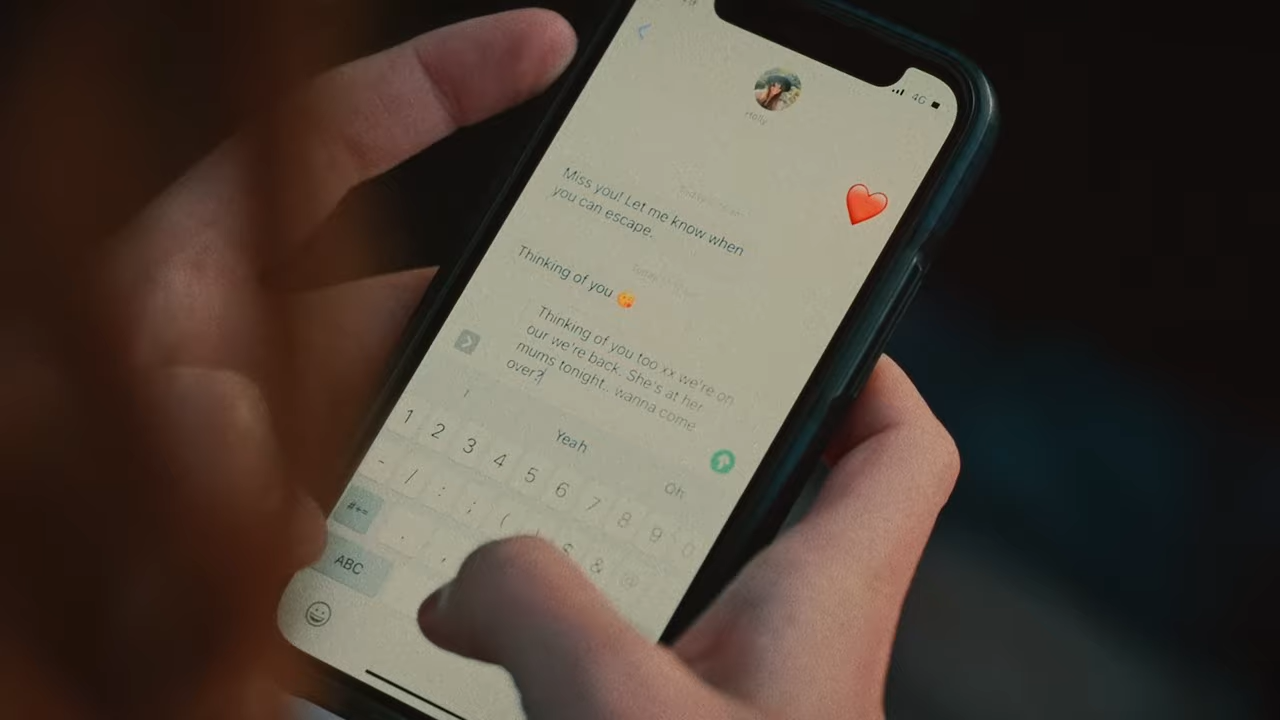 4G
Holly
Miss you! Let me know when
you can escape.
Thinking of you 😘
Thinking of you too xx we're on
our we're back. She's at her
mums tonight.. wanna come
over?
I
Yeah
Oh
1 2 3 4 5 6 7 8 9 0
- / : ; ( $ & @
#+= . ,
ABC